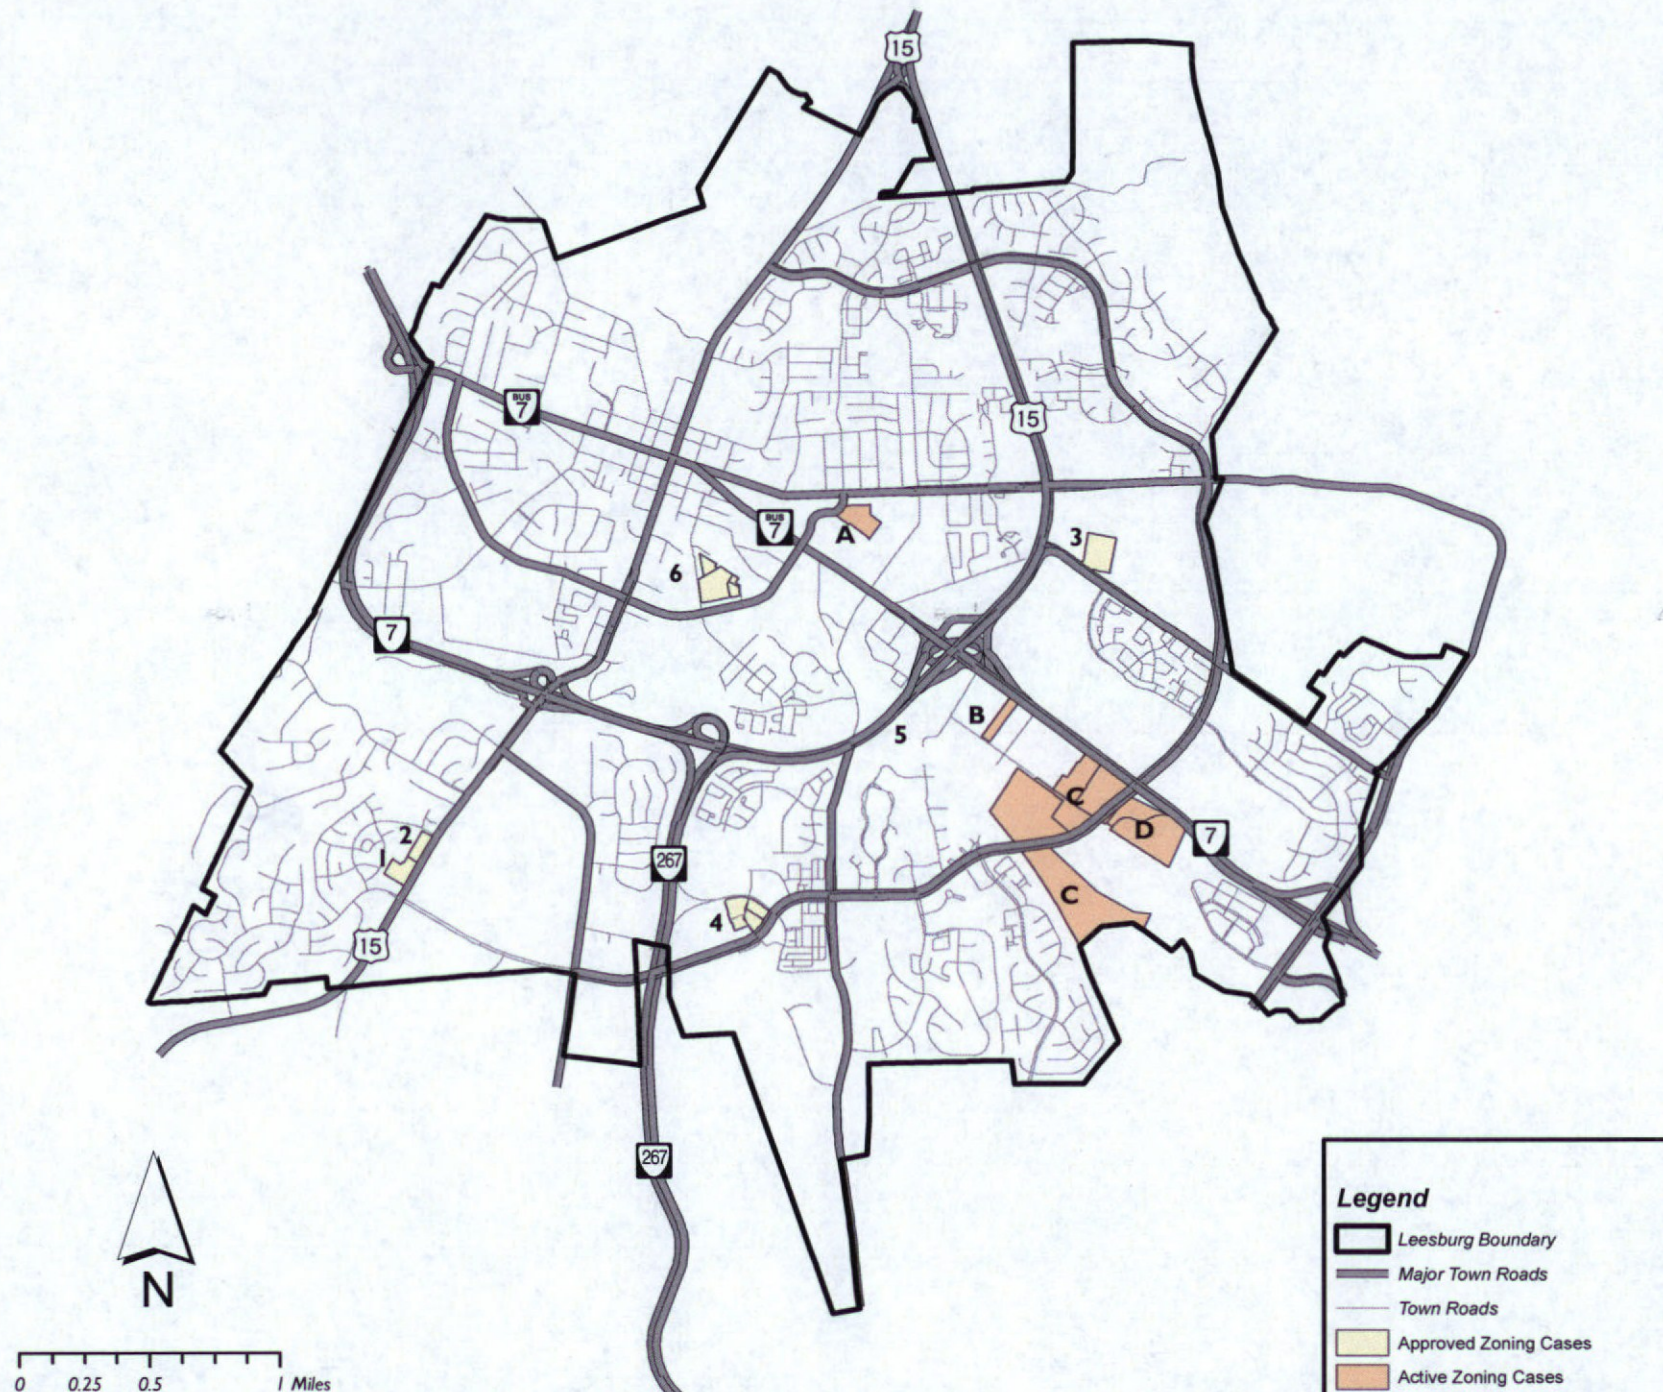 15
BUS
7
15
BUS
7
A
3
6
7
B
5
C
D
7
2
1
267
C
4
15
267
N
0 0.25 0.5 1 Miles
Legend
Leesburg Boundary
Major Town Roads
Town Roads
Approved Zoning Cases
Active Zoning Cases